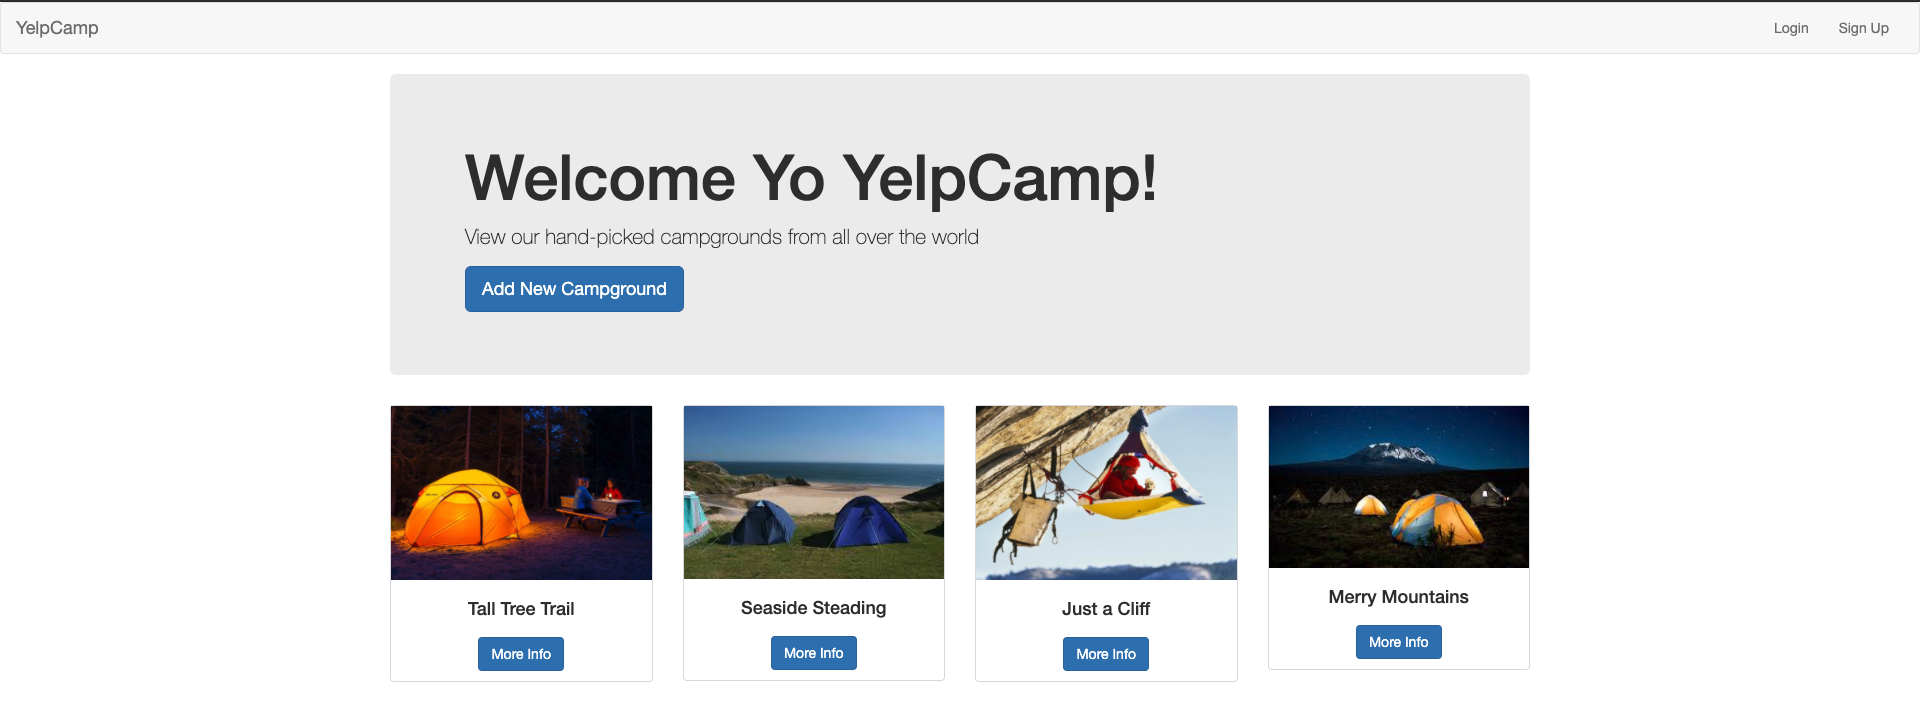 YelpCamp
Login
Sign Up
Welcome Yo YelpCamp!
View our hand-picked campgrounds from all over the world
Add New Campground
Tall Tree Trail
More Info
Seaside Steading
More Info
Just a Cliff
More Info
Merry Mountains
More Info